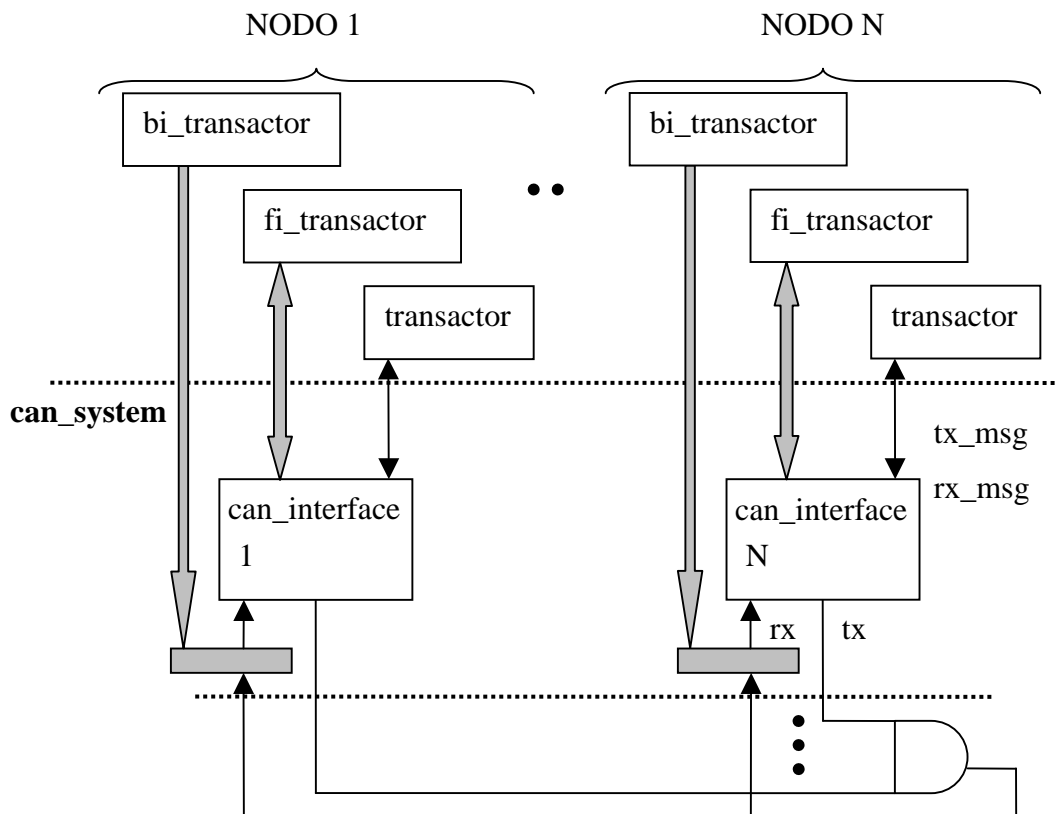 NODO 1
NODO N
bi_transactor
bi_transactor
fi_transactor
fi_transactor
transactor
transactor
can_system
tx_msg
rx_msg
can_interface
1
can_interface
N
rx
tx